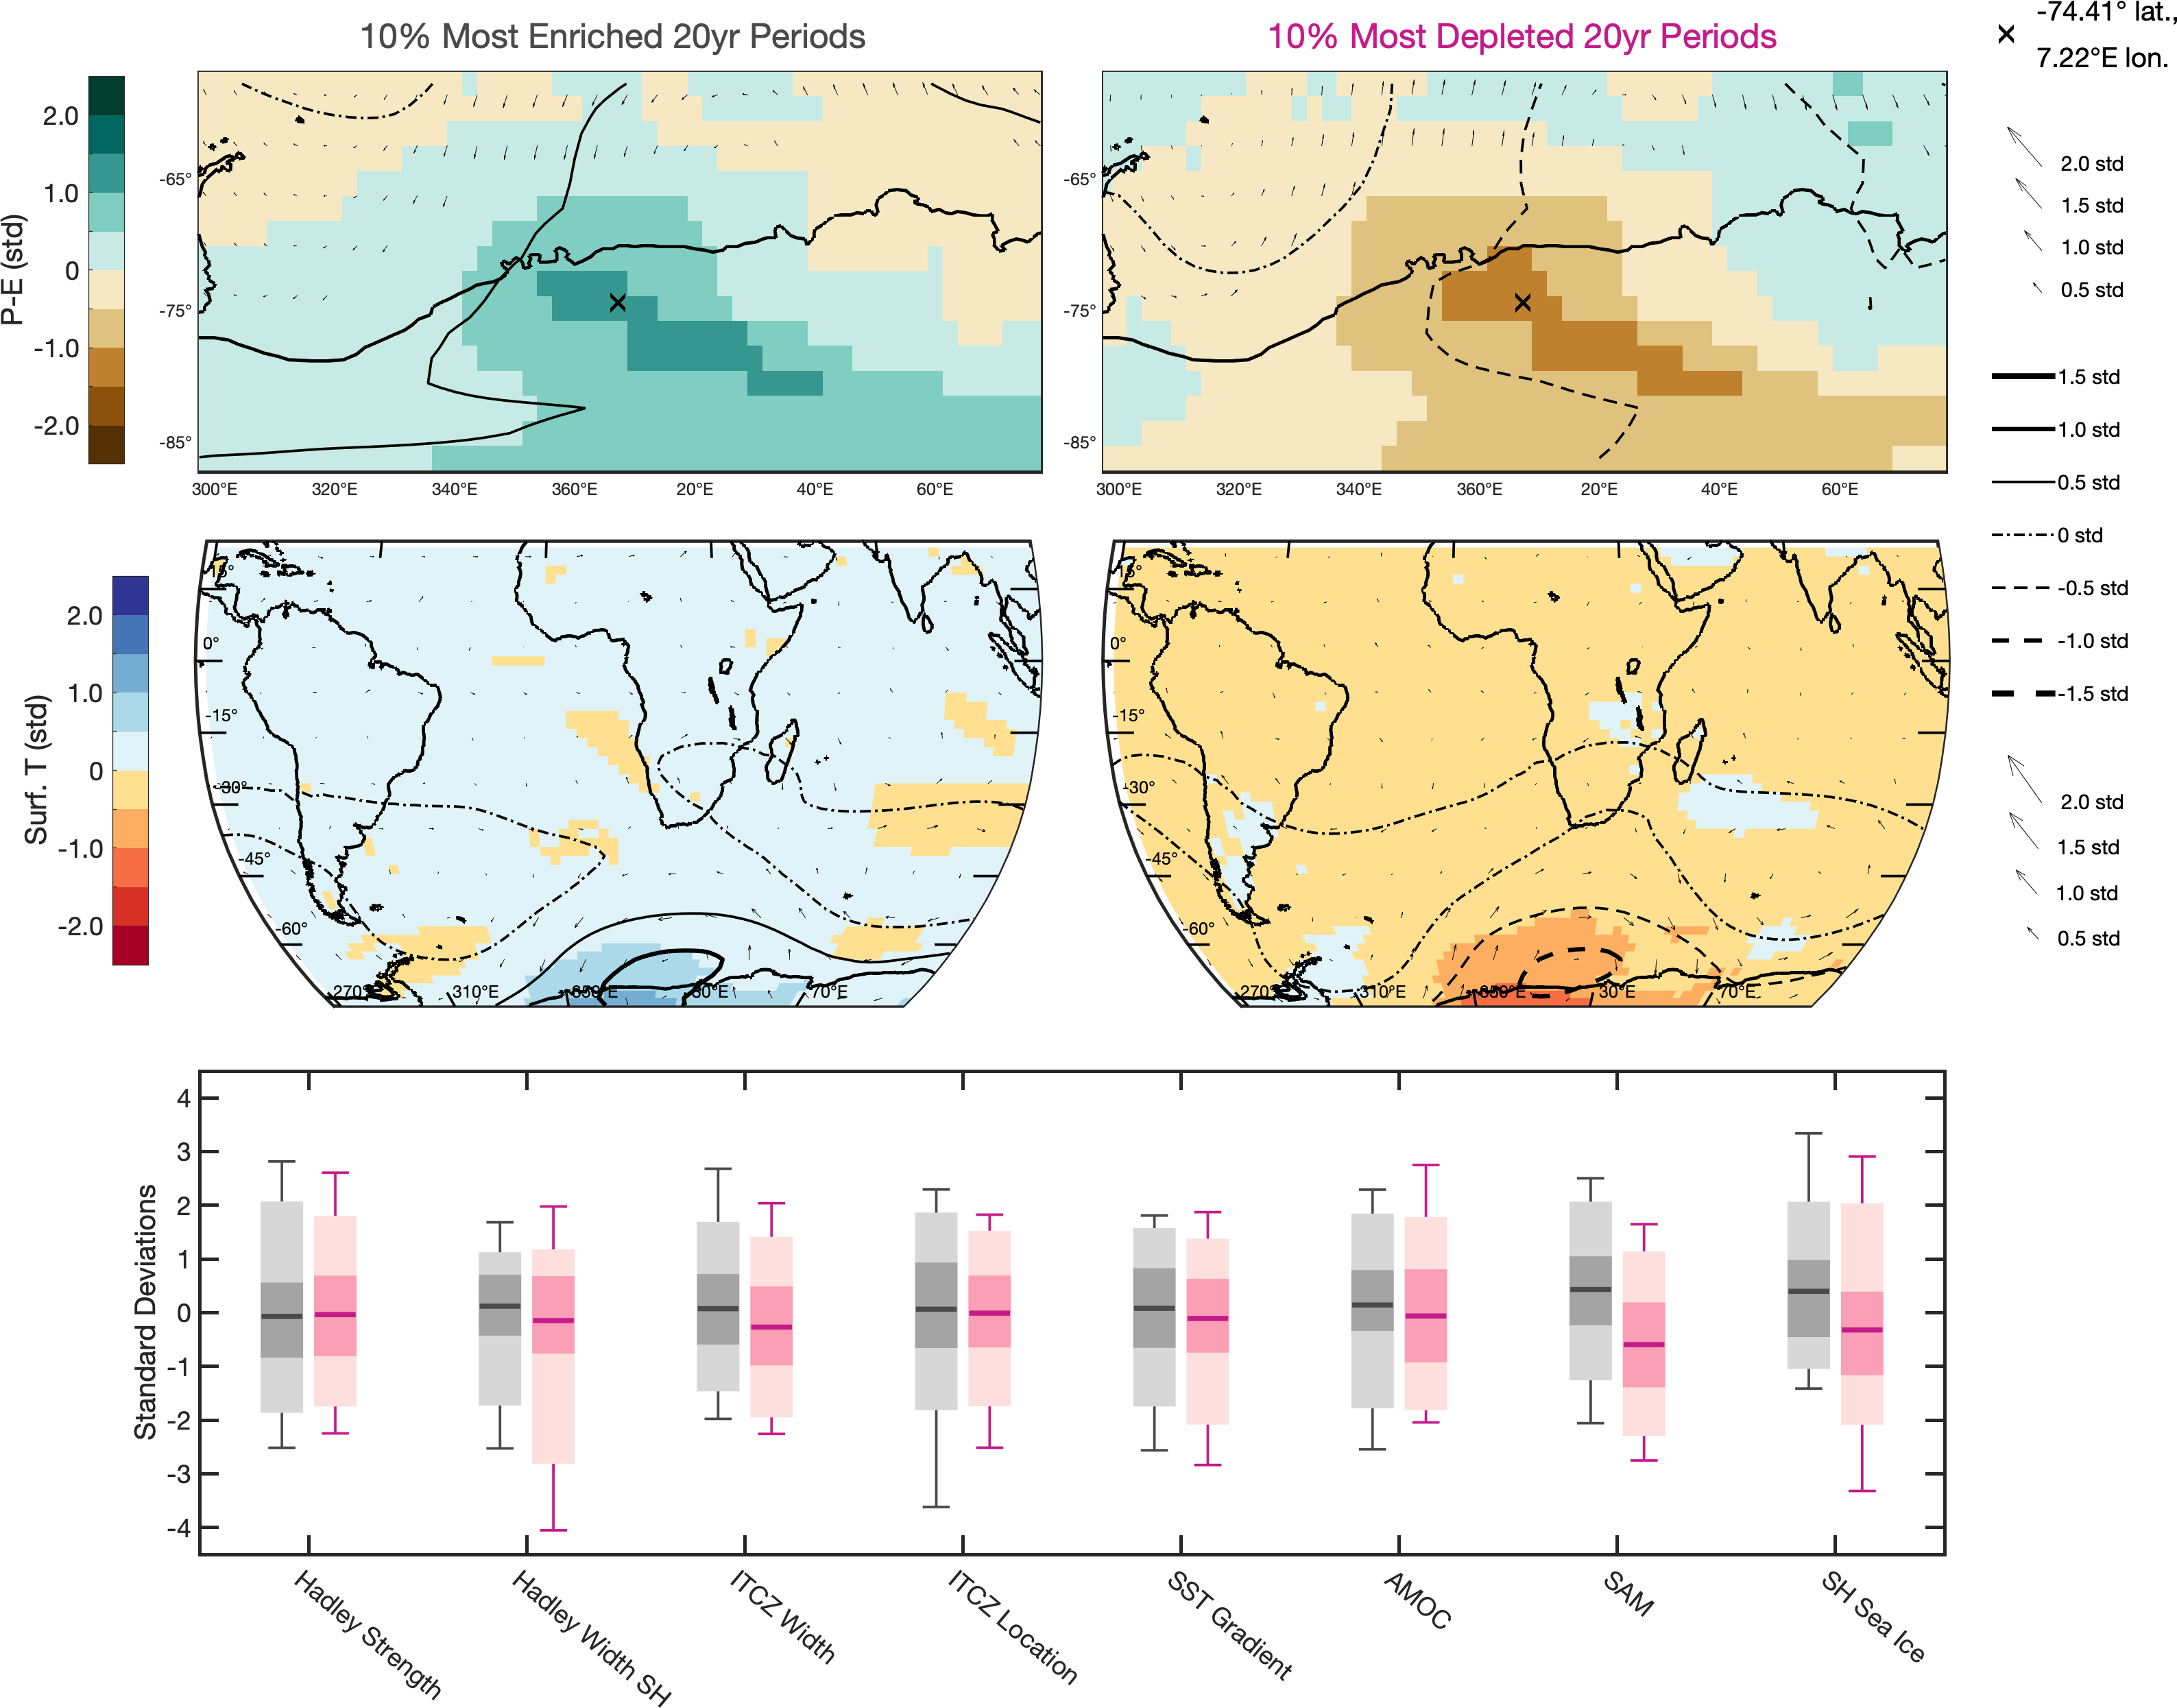 10% Most Enriched 20yr Periods
10% Most Depleted 20yr Periods
-74.41° lat.,
7.22°E lon.
P-E (std)
2.0
1.0
0
-1.0
-2.0
-65°
-75°
-85°
300°E 320°E 340°E 360°E 20°E 40°E 60°E
-65°
-75°
-85°
300°E 320°E 340°E 360°E 20°E 40°E 60°E
2.0 std
1.5 std
1.0 std
0.5 std
1.5 std
1.0 std
0.5 std
0 std
-0.5 std
-1.0 std
-1.5 std
Surf. T (std)
2.0
1.0
0
-1.0
-2.0
15°
0°
-15°
-30°
-45°
-60°
270° 310°E 350°E 30°E 70°E
15°
0°
-15°
-30°
-45°
-60°
270° 310°E 350°E 30°E 70°E
2.0 std
1.5 std
1.0 std
0.5 std
Standard Deviations
4
3
2
1
0
-1
-2
-3
-4
Hadley Strength
Hadley Width SH
ITCZ Width
ITCZ Location
SST Gradient
AMOC
SAM
SH Sea Ice